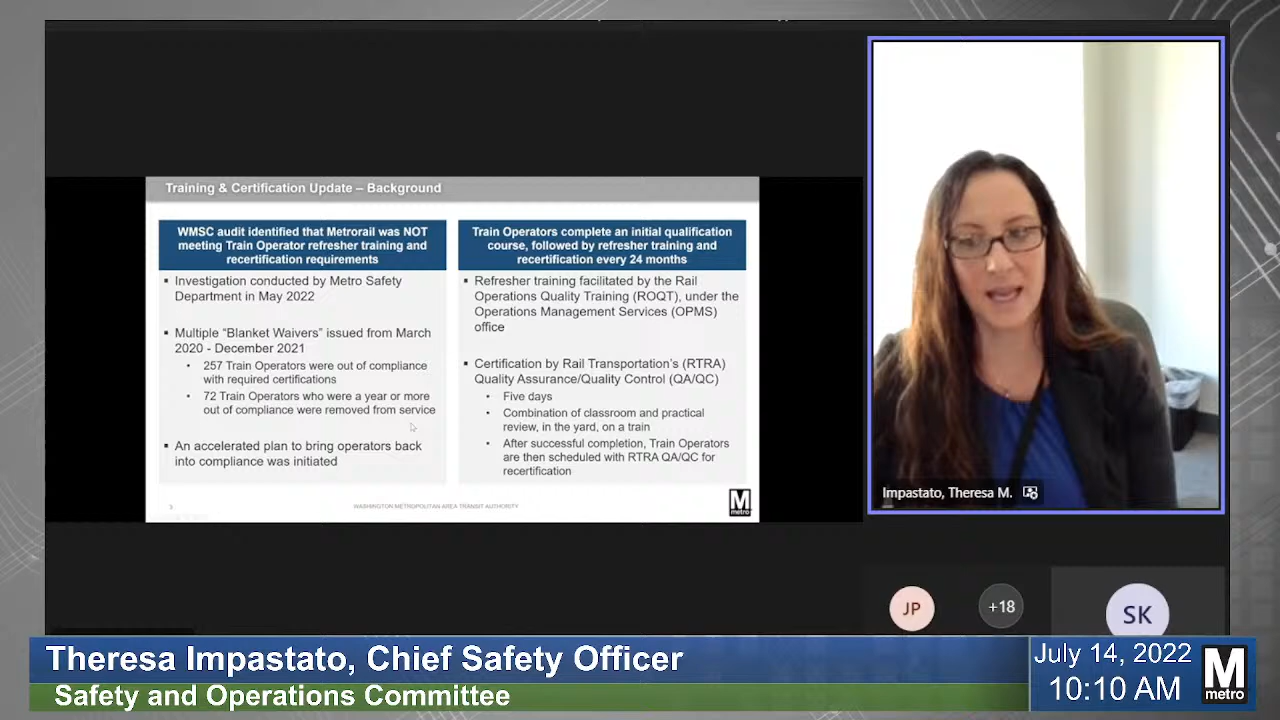 Training & Certification Update – Background
WMSC audit identified that Metrorail was NOT
meeting Train Operator refresher training and
recertification requirements
▪ Investigation conducted by Metro Safety
Department in May 2022
▪ Multiple “Blanket Waivers” issued from March
2020 - December 2021
• 257 Train Operators were out of compliance
with required certifications
• 72 Train Operators who were a year or more
out of compliance were removed from service
▪ An accelerated plan to bring operators back
into compliance was initiated
Train Operators complete an initial qualification
course, followed by refresher training and
recertification every 24 months
▪ Refresher training facilitated by the Rail
Operations Quality Training (ROQT), under the
Operations Management Services (OPMS)
office
▪ Certification by Rail Transportation’s (RTRA)
Quality Assurance/Quality Control (QA/QC)
• Five days
• Combination of classroom and practical
review, in the yard, on a train
• After successful completion, Train Operators
are then scheduled with RTRA QA/QC for
recertification
3
WASHINGTON METROPOLITAN AREA TRANSIT AUTHORITY
M
metro
Impastato, Theresa M.
JP
+18
SK
Theresa Impastato, Chief Safety Officer
Safety and Operations Committee
July 14, 2022
10:10 AM
M
metro